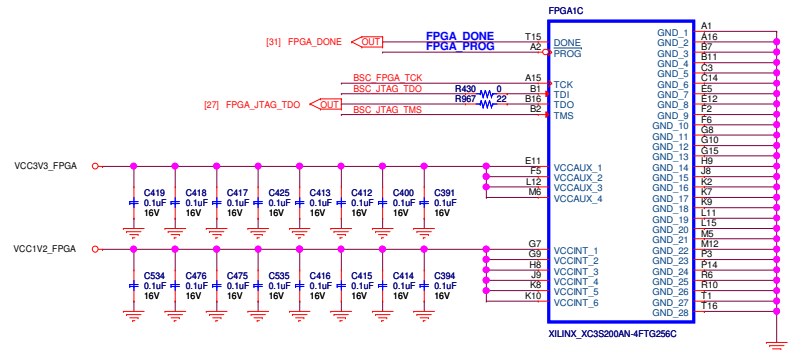 FPGA1C
[31] FPGA_DONE OUT FPGA_DONE T15 DONE
FPGA_PROG A2 PROG
BSC_FPGA_TCK A15 TCK
BSC_JTAG_TDO R430 0 B1 TDI
[27] FPGA_JTAG_TDO OUT R967 22 B16 TDO
BSC_JTAG_TMS B2 TMS
GND_1 A1
GND_2 A16
GND_3 B7
GND_4 B11
GND_5 C3
GND_6 C14
GND_7 E5
GND_8 E12
GND_9 F2
GND_10 F6
GND_11 G8
GND_12 G10
GND_13 G15
GND_14 H9
GND_15 J8
GND_16 K2
GND_17 K7
GND_18 K9
GND_19 L11
GND_20 L15
GND_21 M5
GND_22 M12
GND_23 P3
GND_24 P14
GND_25 R6
GND_26 R10
GND_27 T1
GND_28 T16
VCC3V3_FPGA
E11 VCCAUX_1
F5 VCCAUX_2
L12 VCCAUX_3
M6 VCCAUX_4
C419 C418 C417 C425 C413 C412 C400 C391
0.1uF 0.1uF 0.1uF 0.1uF 0.1uF 0.1uF 0.1uF 0.1uF
16V 16V 16V 16V 16V 16V 16V 16V
VCC1V2_FPGA
G7 VCCINT_1
G9 VCCINT_2
H8 VCCINT_3
J9 VCCINT_4
K8 VCCINT_5
K10 VCCINT_6
C534 C476 C475 C535 C416 C415 C414 C394
0.1uF 0.1uF 0.1uF 0.1uF 0.1uF 0.1uF 0.1uF 0.1uF
16V 16V 16V 16V 16V 16V 16V 16V
XILINX_XC3S200AN-4FTG256C